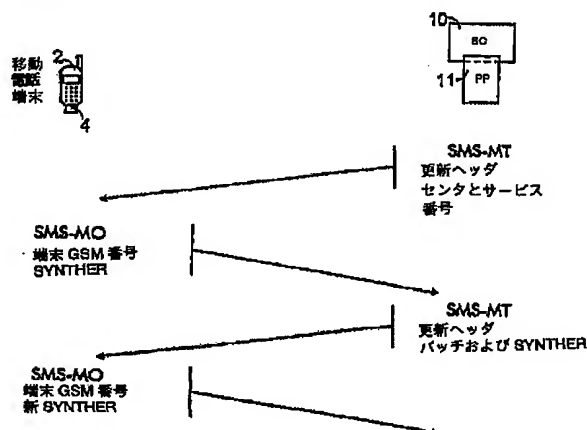 10
SC
2
移動
電話
端末
11
PP
4
SMS-MT
更新ヘッダ
センタとサービス
番号
SMS-MO
端末 GSM 番号
SYNTHER
SMS-MT
更新ヘッダ
パッチおよび SYNTHER
SMS-MO
端末 GSM 番号
新 SYNTHER